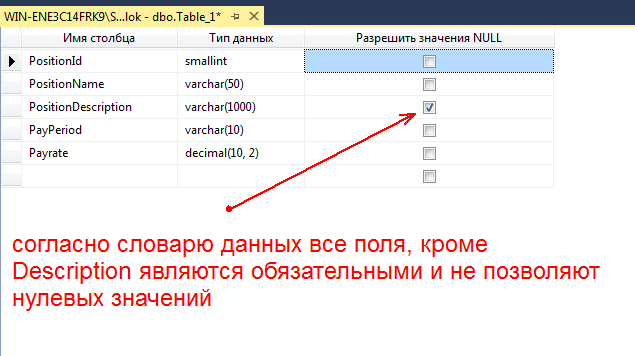 WIN-ENE3C14FRK9\S...lok - dbo.Table_1*
Имя столбца Тип данных Разрешить значения NULL
PositionId smallint
PositionName varchar(50)
PositionDescription varchar(1000)
PayPeriod varchar(10)
Payrate decimal(10, 2)
согласно словарю данных все поля, кроме
Description являются обязательными и не позволяют
нулевых значений